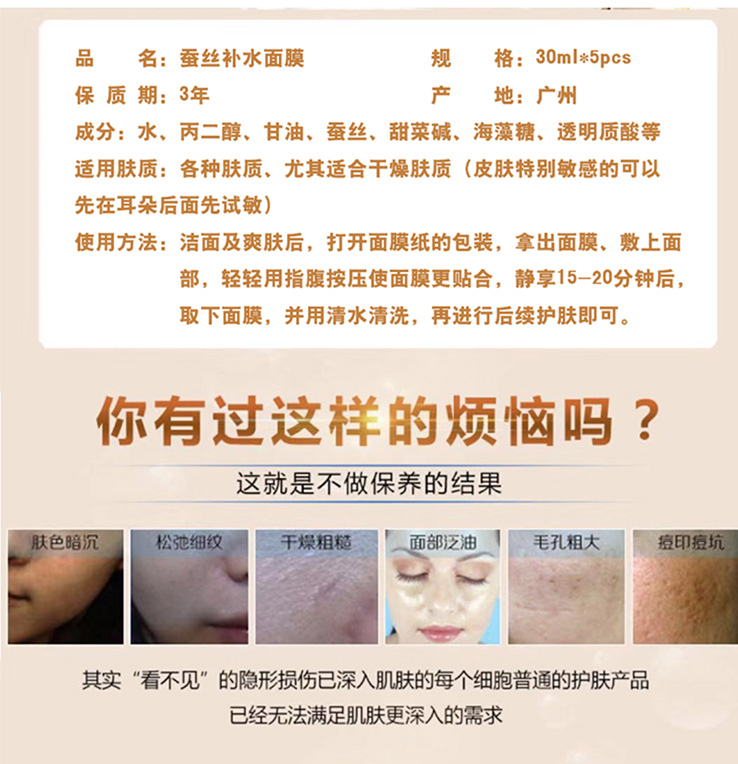 品 名：蚕丝补水面膜 规 格：30ml*5pcs
保 质 期：3年 产 地：广州
成分：水、丙二醇、甘油、蚕丝、甜菜碱、海藻糖、透明质酸等
适用肤质：各种肤质、尤其适合干燥肤质（皮肤特别敏感的可以
先在耳朵后面先试敏）
使用方法：洁面及爽肤后，打开面膜纸的包装，拿出面膜、敷上面
部，轻轻用指腹按压使面膜更贴合，静享15-20分钟后，
取下面膜，并用清水清洗，再进行后续护肤即可。
你有过这样的烦恼吗？
这就是不做保养的结果
肤色暗沉 松弛细纹 干燥粗糙 面部泛油 毛孔粗大 痘印痘坑
其实“看不见”的隐形损伤已深入肌肤的每个细胞普通的护肤产品
已经无法满足肌肤更深入的需求